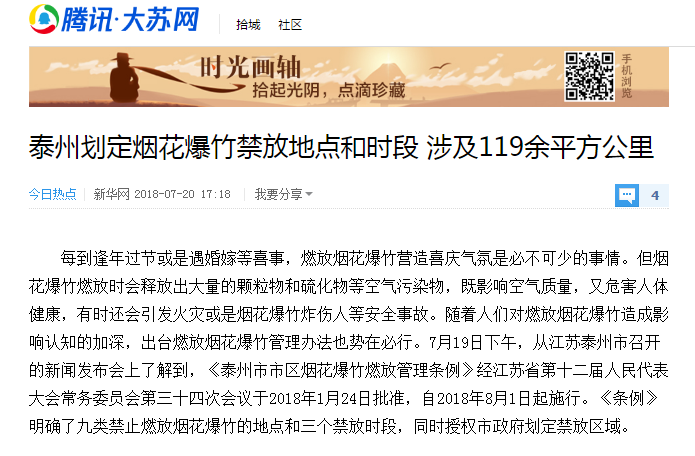 腾讯·大苏网 拾城 社区
时光画轴
拾起光阴，点滴珍藏
手机浏览
泰州划定烟花爆竹禁放地点和时段 涉及119余平方公里
今日热点 新华网 2018-07-20 17:18 我要分享 4
每到逢年过节或是遇婚嫁等喜事，燃放烟花爆竹营造喜庆气氛是必不可少的事情。但烟
花爆竹燃放时会释放出大量的颗粒物和硫化物等空气污染物，既影响空气质量，又危害人体
健康，有时还会引发火灾或是烟花爆竹炸伤人等安全事故。随着人们对燃放烟花爆竹造成影
响认知的加深，出台燃放烟花爆竹管理办法也势在必行。7月19日下午，从江苏泰州市召开
的新闻发布会上了解到，《泰州市市区烟花爆竹燃放管理条例》经江苏省第十二届人民代表
大会常务委员会第三十四次会议于2018年1月24日批准，自2018年8月1日起施行。《条例》
明确了九类禁止燃放烟花爆竹的地点和三个禁放时段，同时授权市政府划定禁放区域。